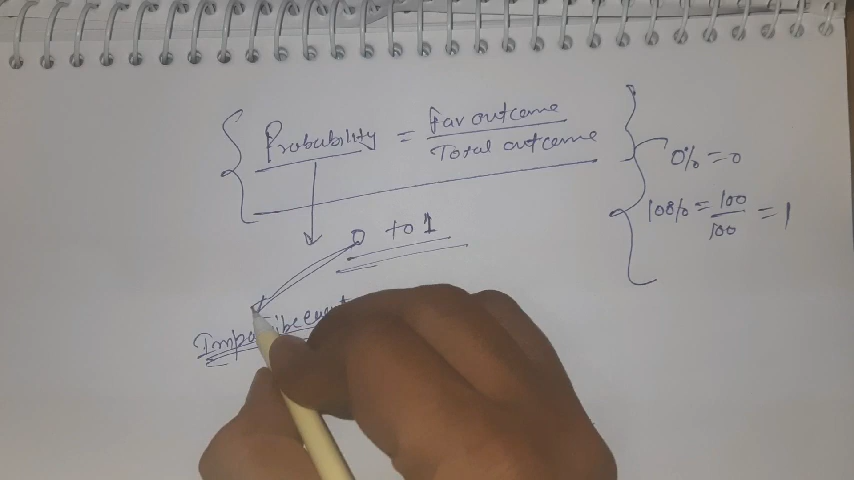 Probability = Fav outcome / Total outcome
0% = 0
100% = 100/100 = 1
0 to 1